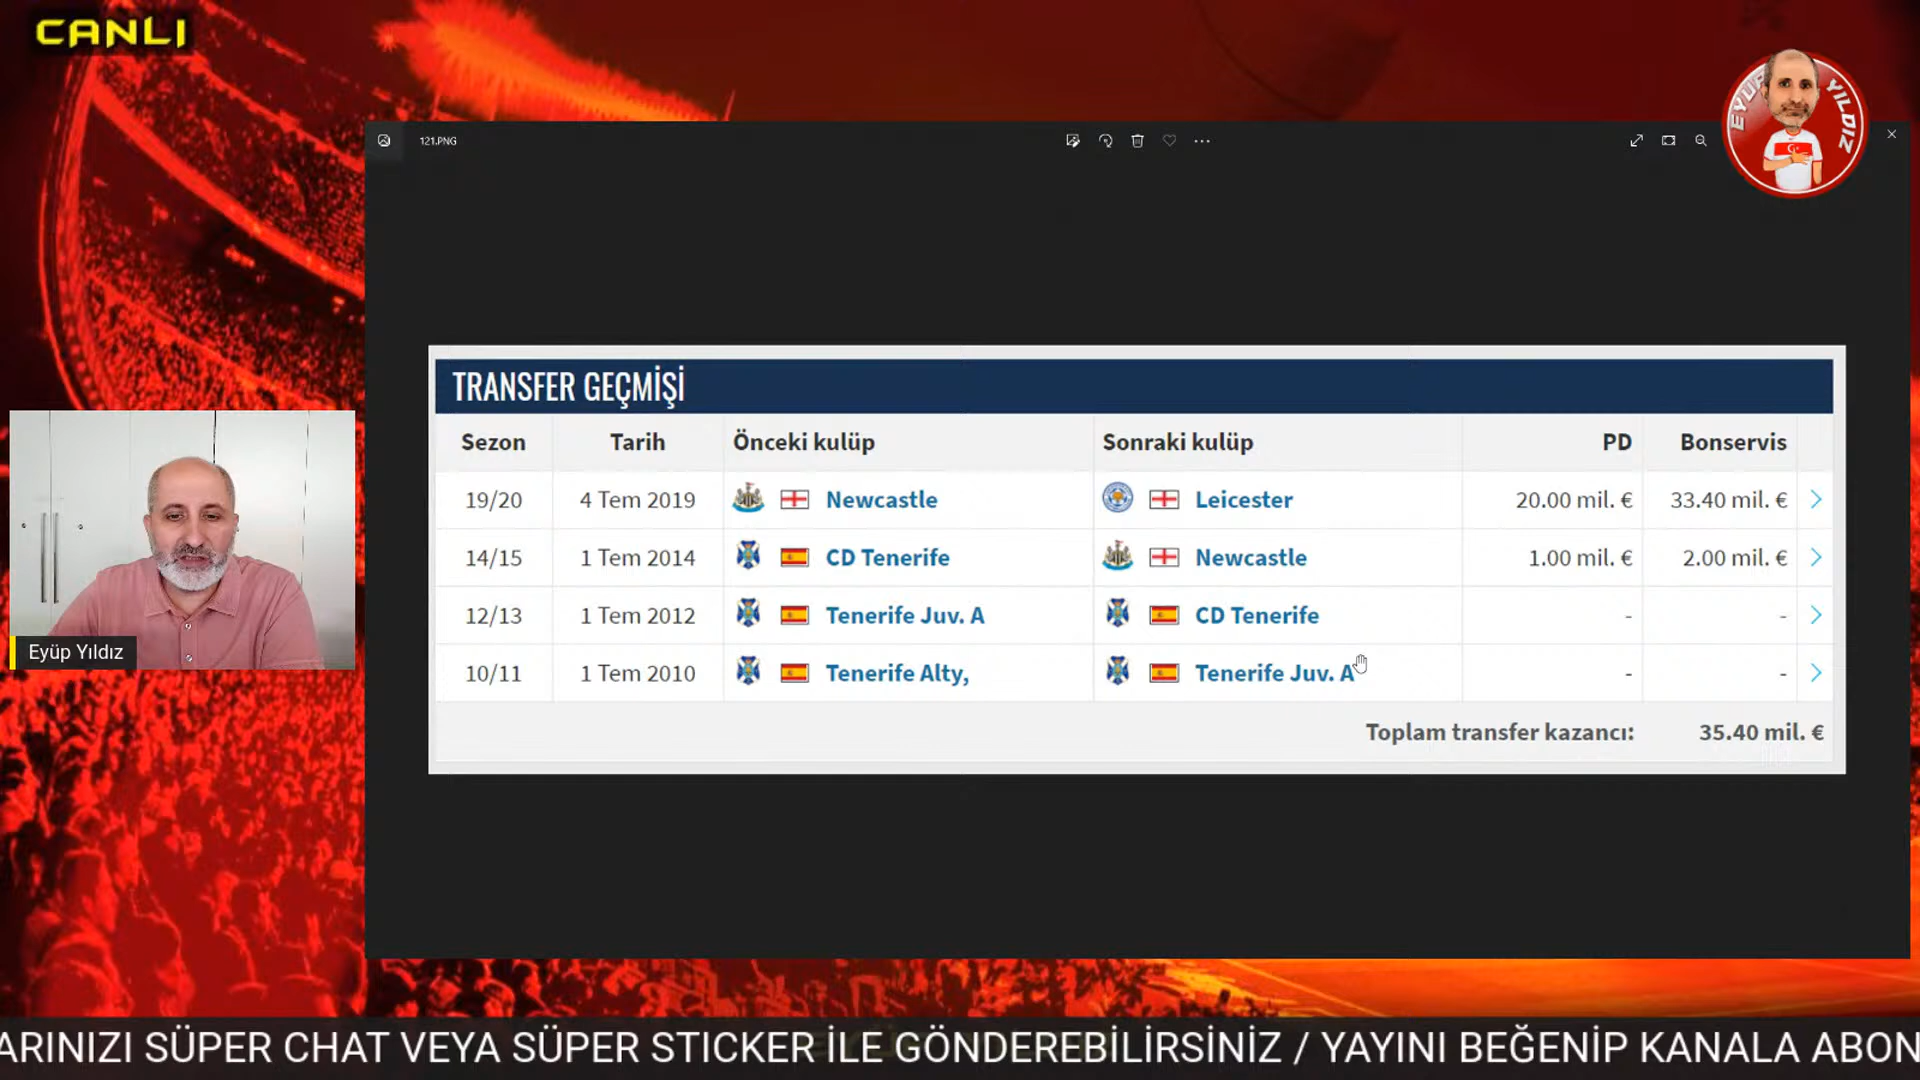 CANLI
EYÜP YILDIZ
121.PNG
TRANSFER GEÇMİŞİ
Sezon Tarih Önceki kulüp Sonraki kulüp PD Bonservis
19/20 4 Tem 2019 Newcastle Leicester 20.00 mil. € 33.40 mil. €
14/15 1 Tem 2014 CD Tenerife Newcastle 1.00 mil. € 2.00 mil. €
12/13 1 Tem 2012 Tenerife Juv. A CD Tenerife - -
10/11 1 Tem 2010 Tenerife Alty, Tenerife Juv. A - -
Toplam transfer kazancı: 35.40 mil. €
Eyüp Yıldız
ARINIZI SÜPER CHAT VEYA SÜPER STICKER İLE GÖNDEREBİLİRSİNİZ / YAYINI BEĞENİP KANALA ABON